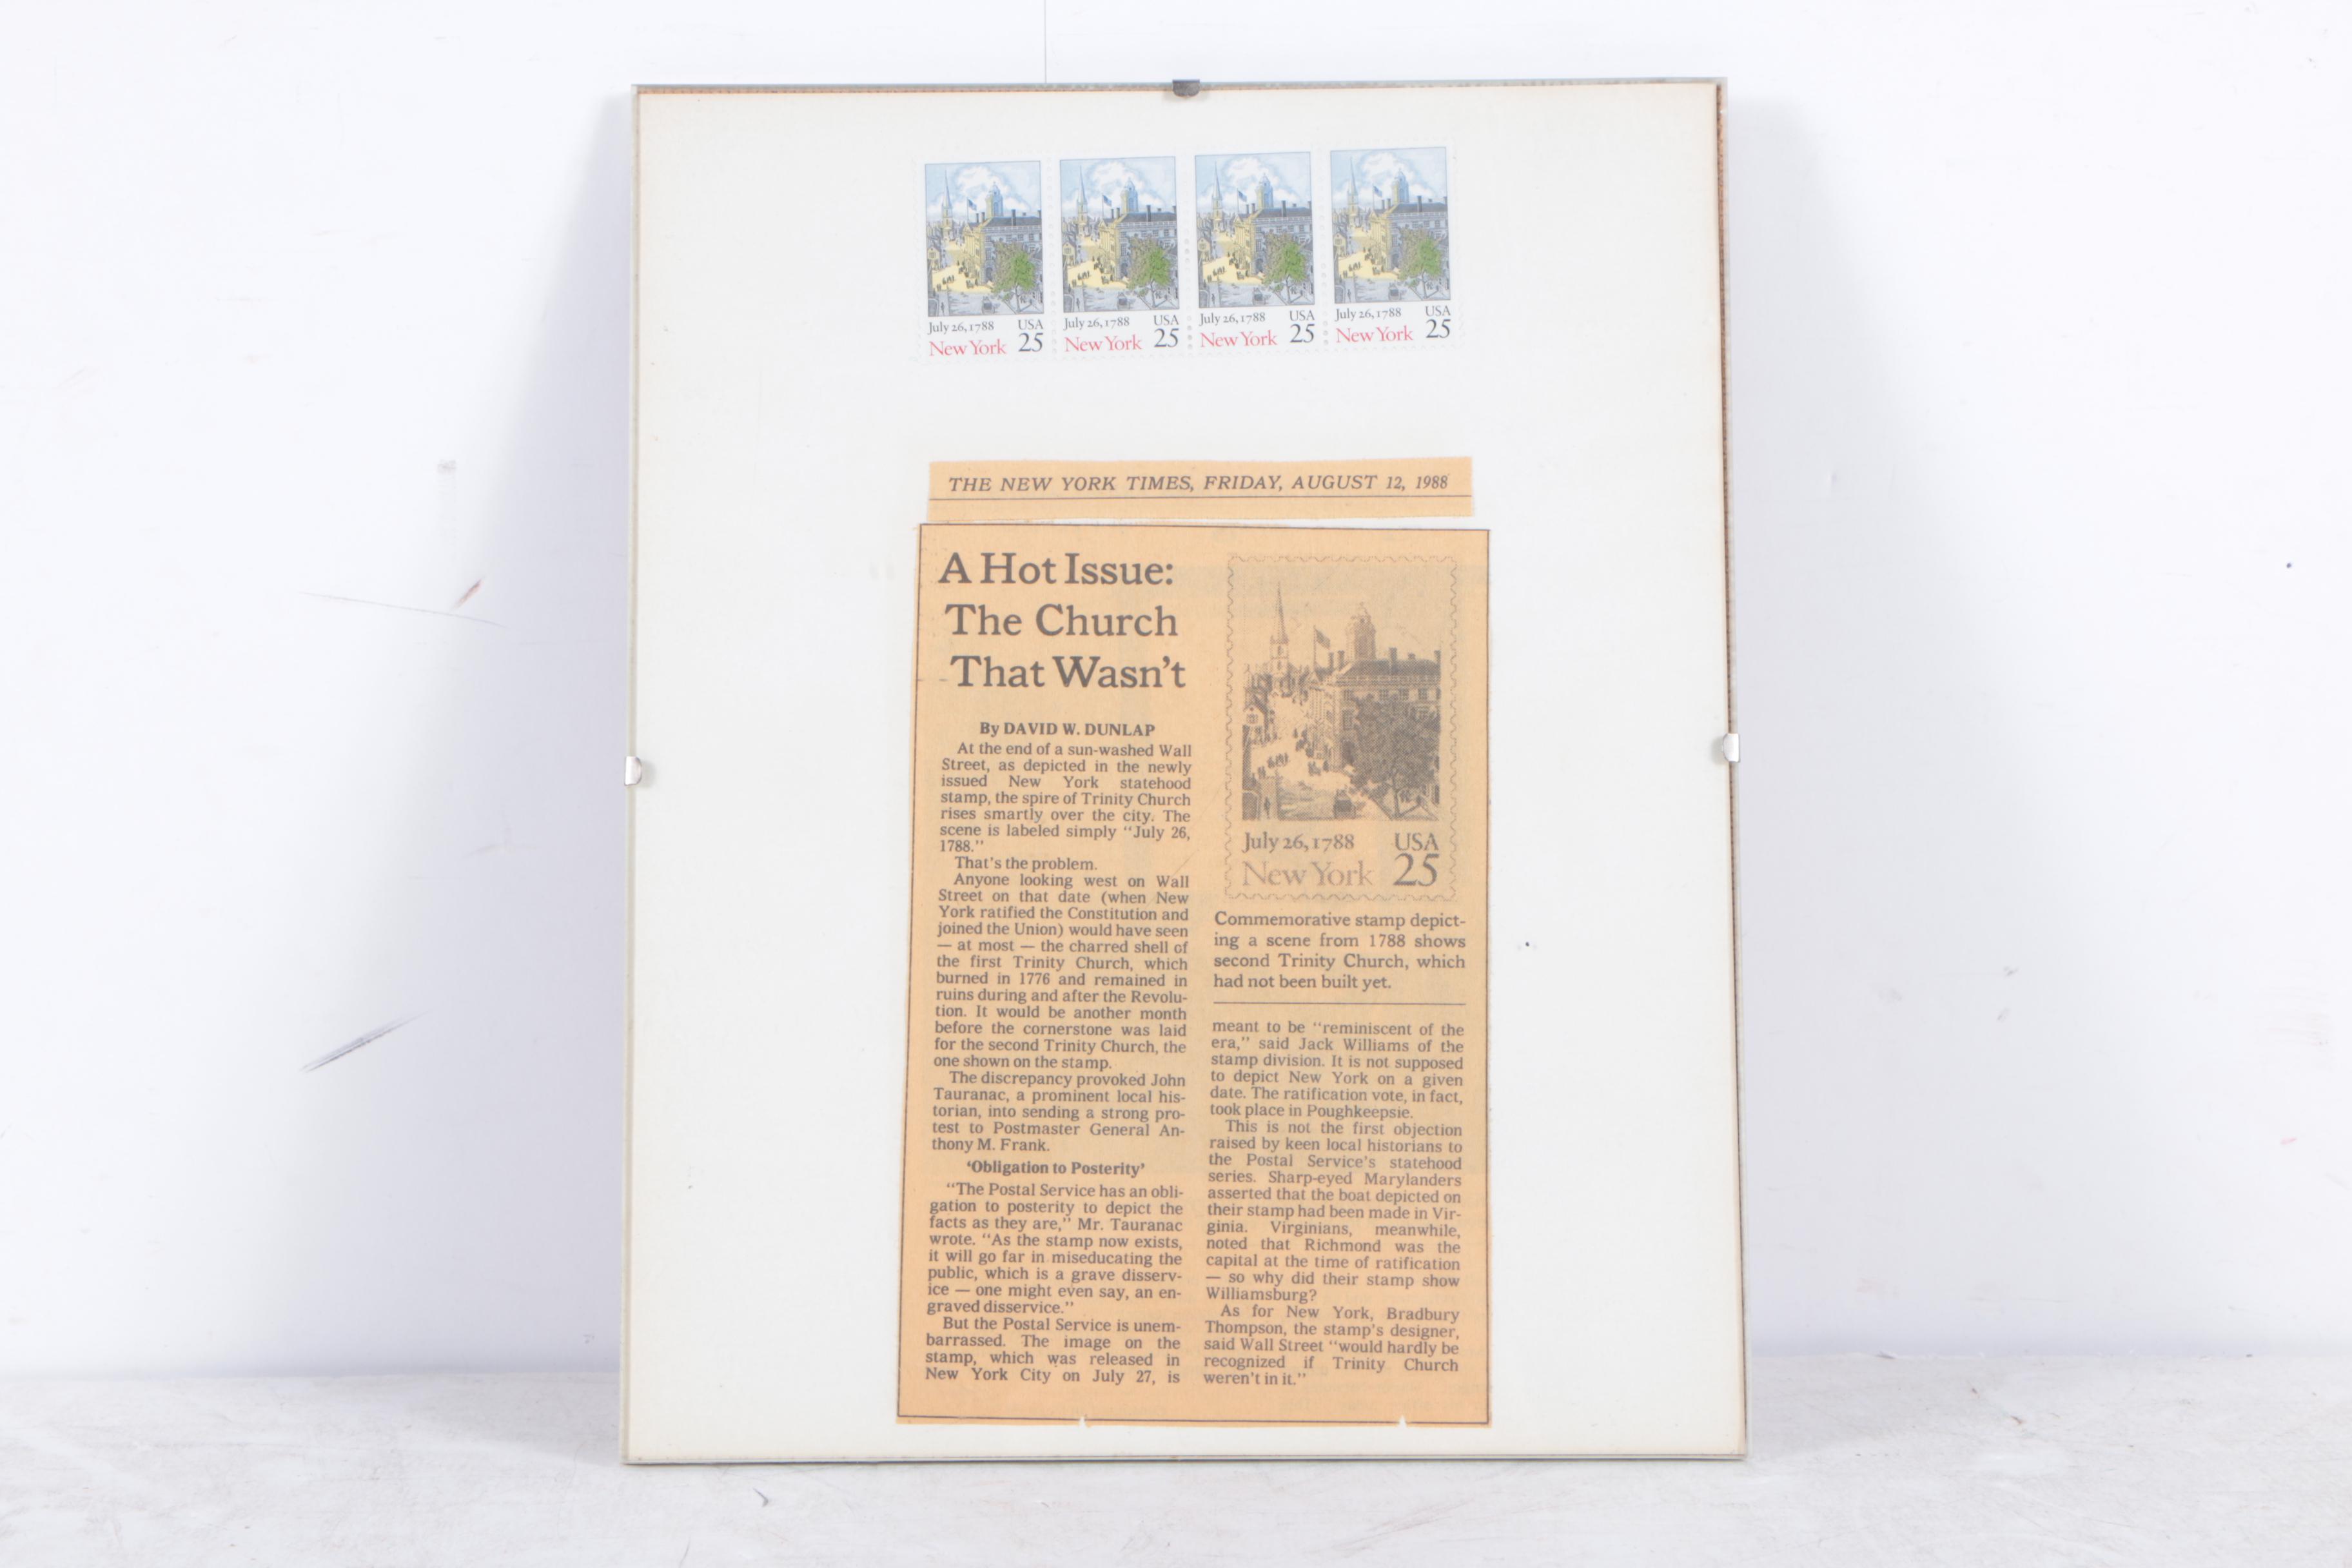 July 26, 1788 USA
New York 25
July 26, 1788 USA
New York 25
July 26, 1788 USA
New York 25
July 26, 1788 USA
New York 25
THE NEW YORK TIMES, FRIDAY, AUGUST 12, 1988
A Hot Issue:
The Church
That Wasn't
By DAVID W. DUNLAP
At the end of a sun-washed Wall
Street, as depicted in the newly
issued New York statehood
stamp, the spire of Trinity Church
rises smartly over the city. The
scene is labeled simply "July 26,
1788."
That's the problem.
Anyone looking west on Wall
Street on that date (when New
York ratified the Constitution and
joined the Union) would have seen
— at most — the charred shell of
the first Trinity Church, which
burned in 1776 and remained in
ruins during and after the Revolu-
tion. It would be another month
before the cornerstone was laid
for the second Trinity Church, the
one shown on the stamp.
The discrepancy provoked John
Tauranac, a prominent local his-
torian, into sending a strong pro-
test to Postmaster General An-
thony M. Frank.
'Obligation to Posterity'
"The Postal Service has an obli-
gation to posterity to depict the
facts as they are," Mr. Tauranac
wrote. "As the stamp now exists,
it will go far in miseducating the
public, which is a grave disserv-
ice — one might even say, an en-
graved disservice."
But the Postal Service is unem-
barrassed. The image on the
stamp, which was released in
New York City on July 27, is
July 26, 1788 USA
New York 25
Commemorative stamp depict-
ing a scene from 1788 shows
second Trinity Church, which
had not been built yet.
meant to be "reminiscent of the
era," said Jack Williams of the
stamp division. It is not supposed
to depict New York on a given
date. The ratification vote, in fact,
took place in Poughkeepsie.
This is not the first objection
raised by keen local historians to
the Postal Service's statehood
series. Sharp-eyed Marylanders
asserted that the boat depicted on
their stamp had been made in Vir-
ginia. Virginians, meanwhile,
noted that Richmond was the
capital at the time of ratification
— so why did their stamp show
Williamsburg?
As for New York, Bradbury
Thompson, the stamp's designer,
said Wall Street "would hardly be
recognized if Trinity Church
weren't in it."